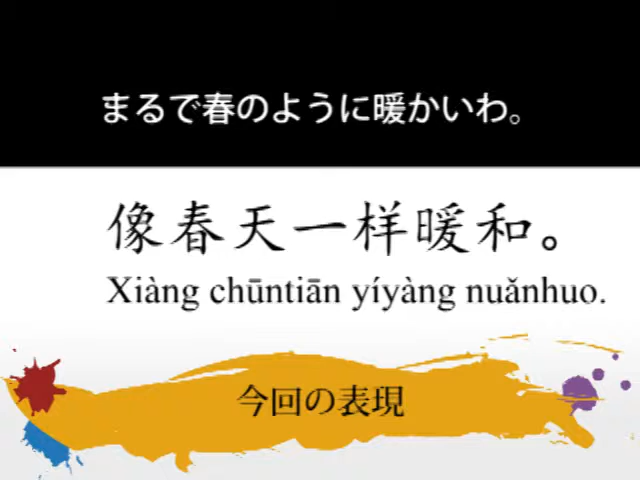 まるで春のように暖かいわ。
像春天一样暖和。
Xiàng chūntiān yíyàng nuǎnhuo.
今回の表現